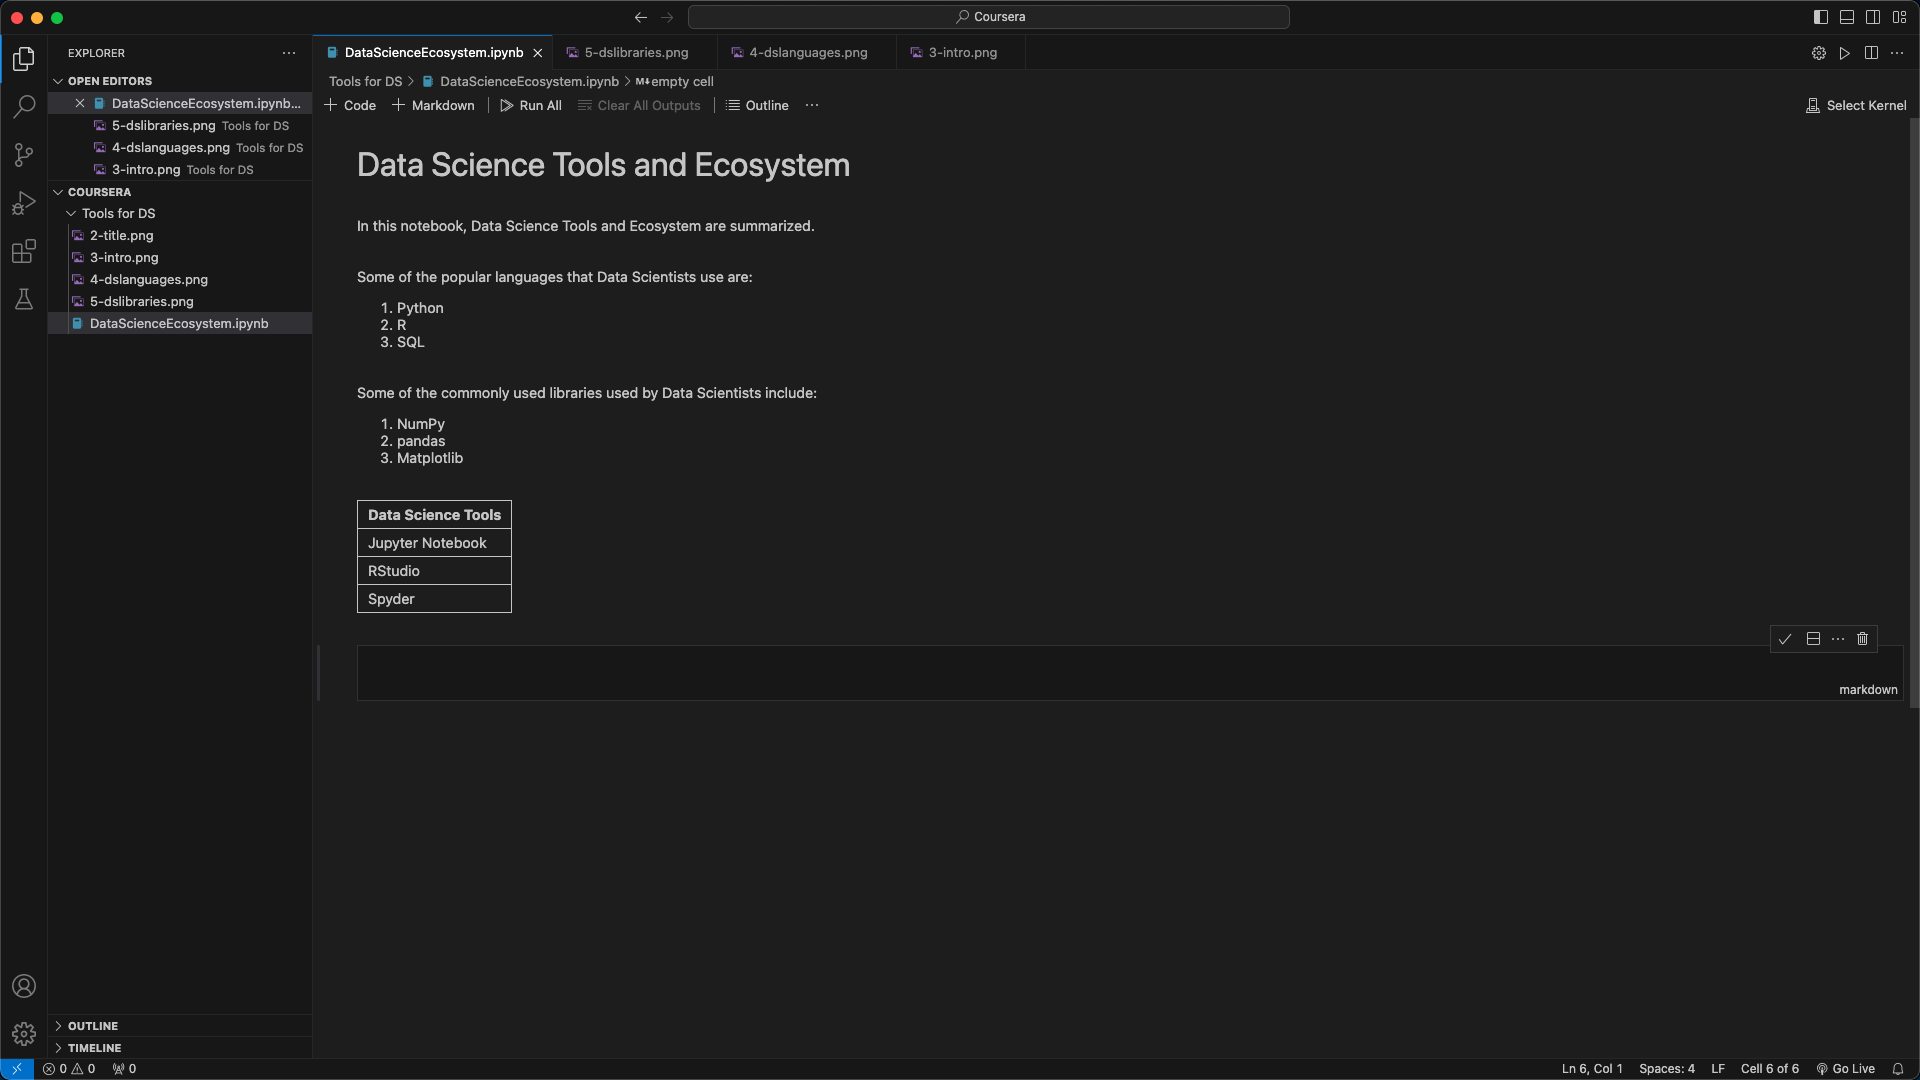 Coursera
EXPLORER
OPEN EDITORS
DataScienceEcosystem.ipynb...
5-dslibraries.png Tools for DS
4-dslanguages.png Tools for DS
3-intro.png Tools for DS
COURSERA
Tools for DS
2-title.png
3-intro.png
4-dslanguages.png
5-dslibraries.png
DataScienceEcosystem.ipynb
OUTLINE
TIMELINE
DataScienceEcosystem.ipynb 5-dslibraries.png 4-dslanguages.png 3-intro.png
Tools for DS > DataScienceEcosystem.ipynb > M↓empty cell
+ Code + Markdown Run All Clear All Outputs Outline ... Select Kernel
Data Science Tools and Ecosystem
In this notebook, Data Science Tools and Ecosystem are summarized.
Some of the popular languages that Data Scientists use are:
1. Python
2. R
3. SQL
Some of the commonly used libraries used by Data Scientists include:
1. NumPy
2. pandas
3. Matplotlib
Data Science Tools
Jupyter Notebook
RStudio
Spyder
markdown
0 0 0 Ln 6, Col 1 Spaces: 4 LF Cell 6 of 6 Go Live